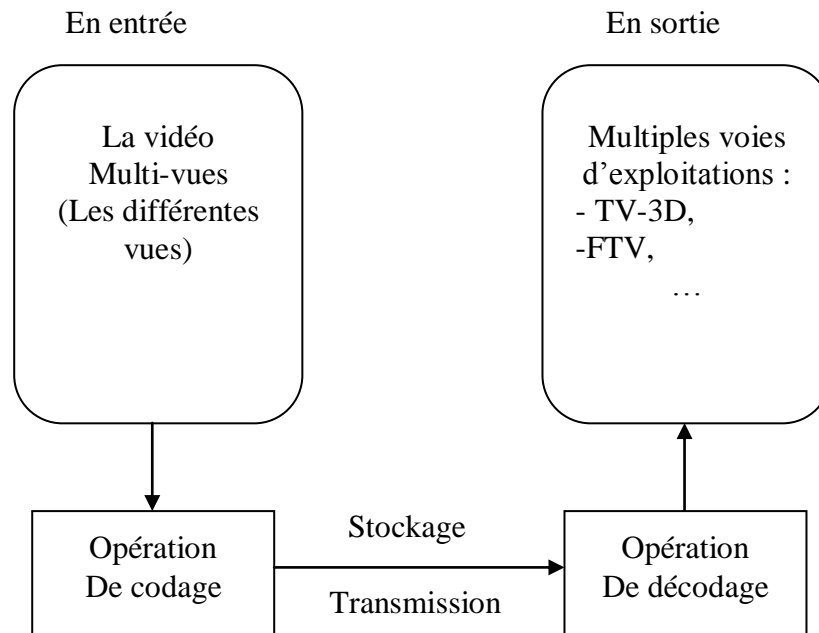 En entrée
En sortie
La vidéo
Multi-vues
(Les différentes
vues)
Multiples voies
d’exploitations :
- TV-3D,
-FTV,
…
Opération
De codage
Stockage
Transmission
Opération
De décodage